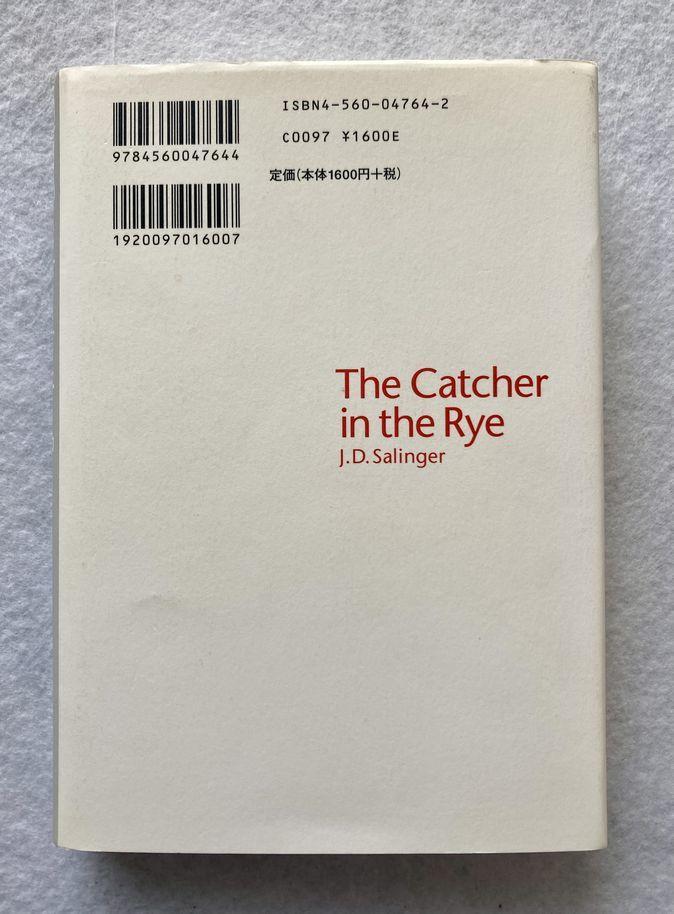 ISBN4-560-04764-2
C0097 ¥1600E
定価(本体1600円+税)
9784560047644
1920097016007
The Catcher
in the Rye
J.D. Salinger